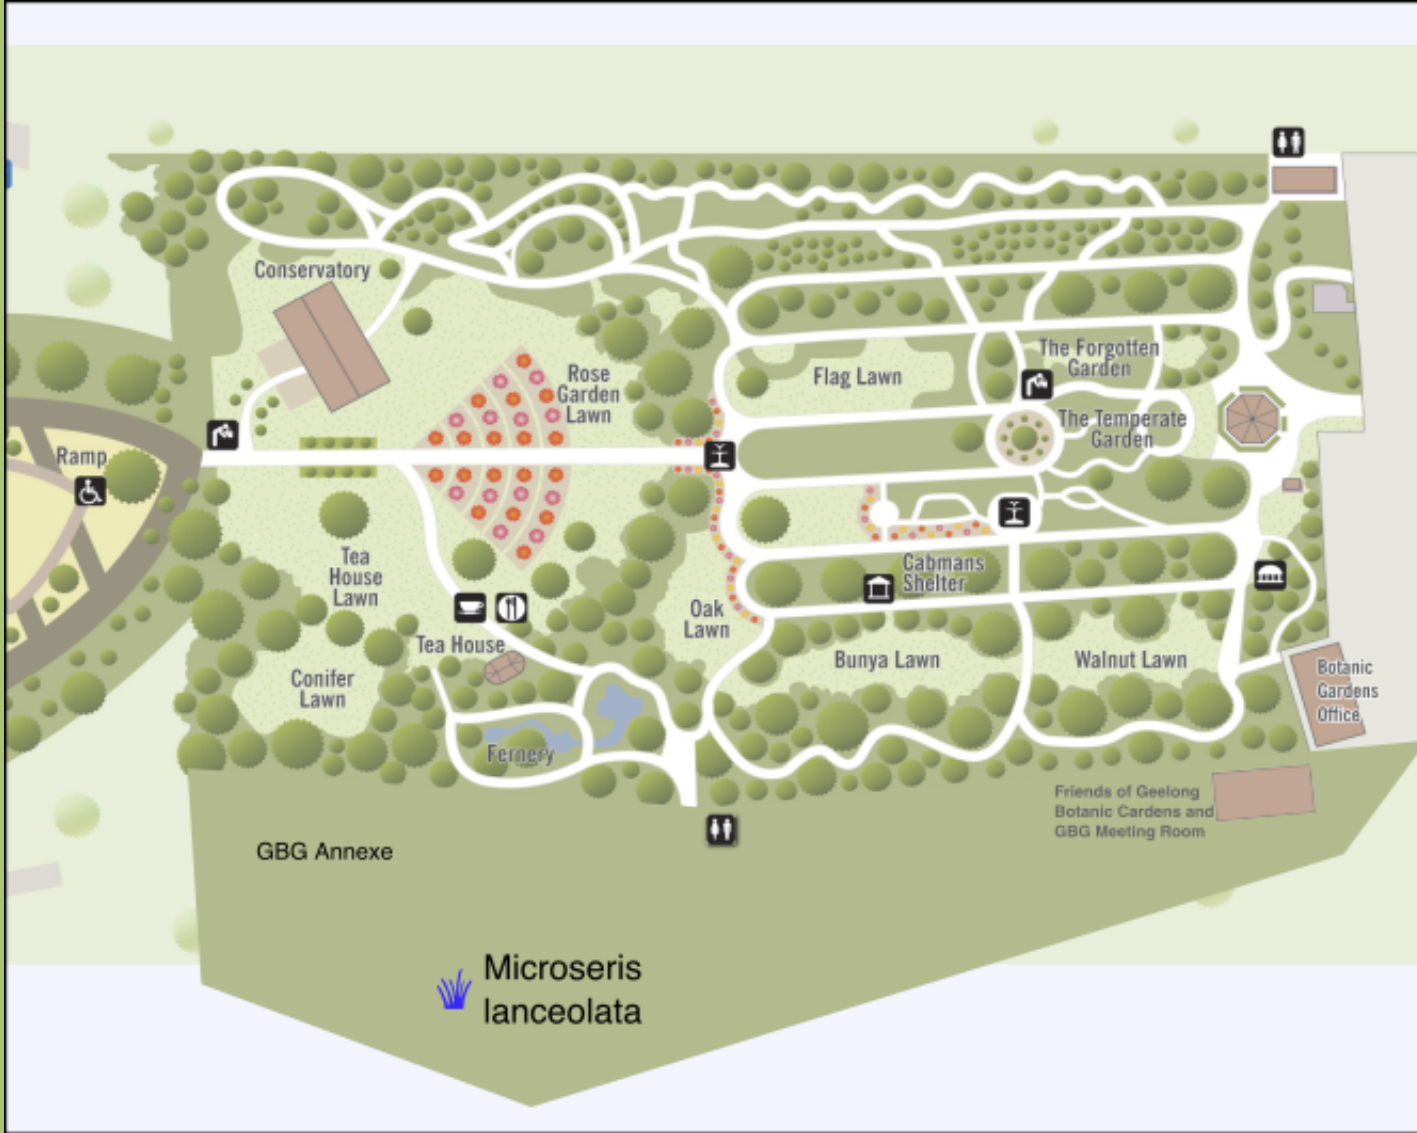 Conservatory
Rose
Garden
Lawn
Flag Lawn
The Forgotten
Garden
The Temperate
Garden
Ramp
Tea
House
Lawn
Cabmans
Shelter
Oak
Lawn
Tea House
Bunya Lawn
Walnut Lawn
Conifer
Lawn
Botanic
Gardens
Office
Fernery
Friends of Geelong
Botanic Cardens and
GBG Meeting Room
GBG Annexe
Microseris
lanceolata